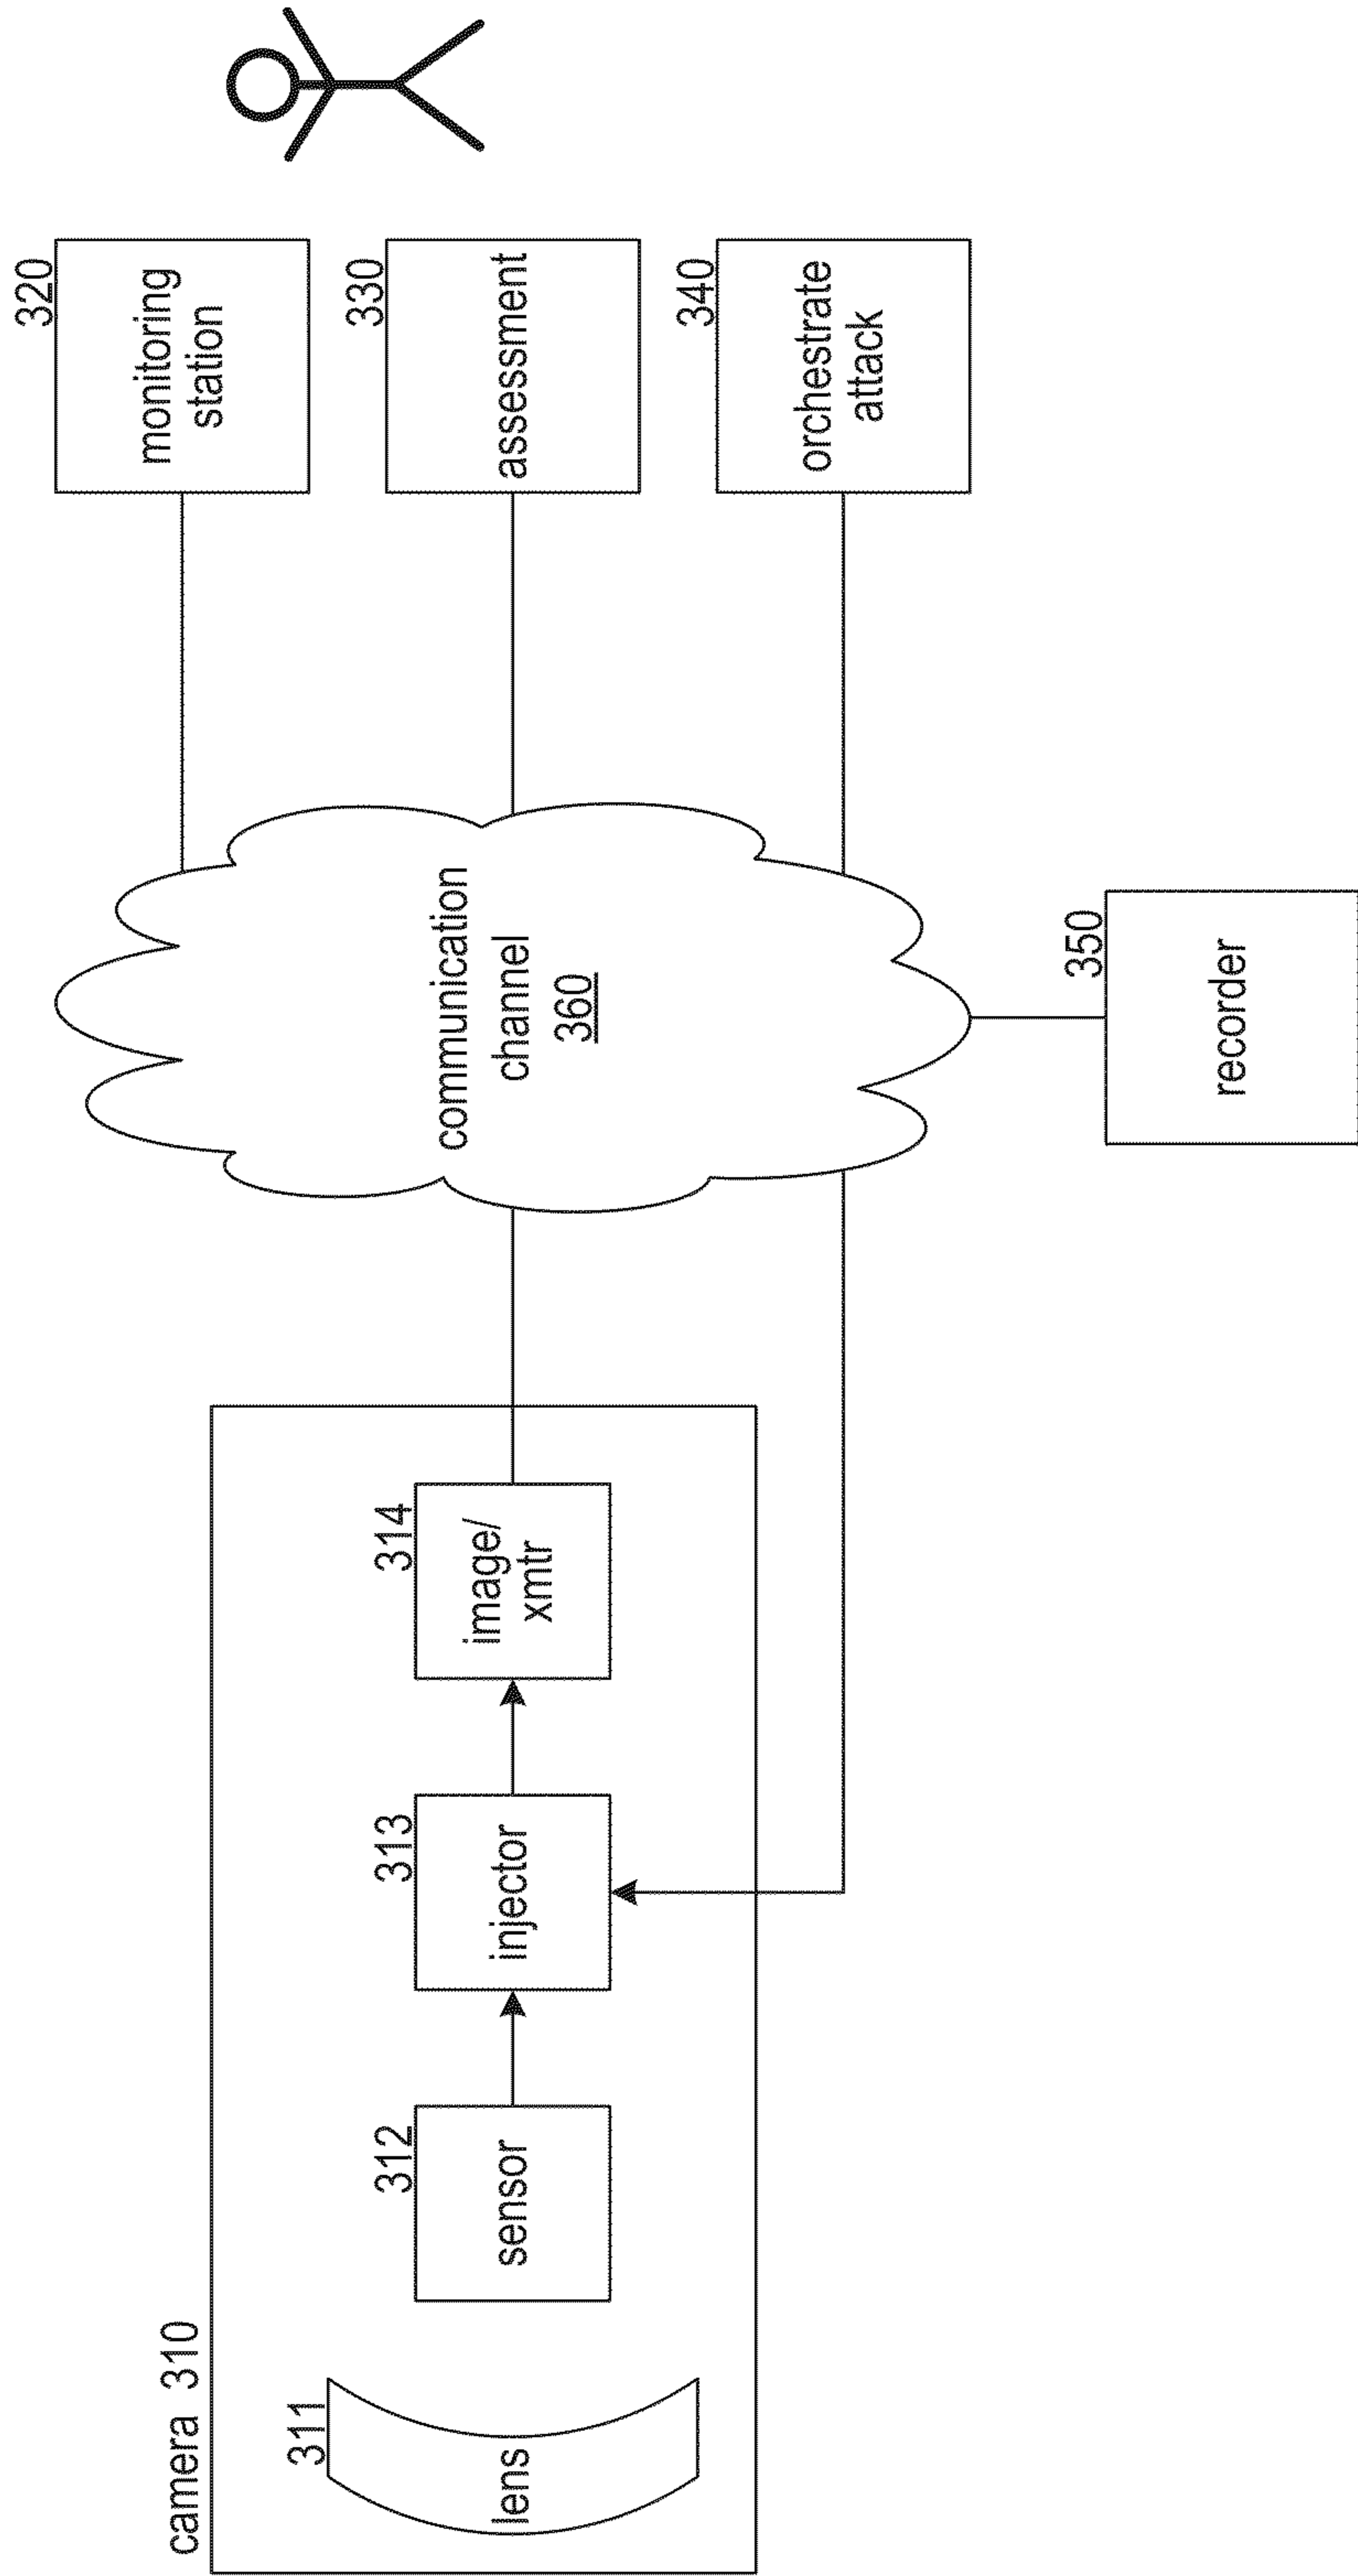 camera 310
311
lens
312
sensor
313
injector
314
image/
xmtr
communication
channel
360
320
monitoring
station
330
assessment
340
orchestrate
attack
350
recorder